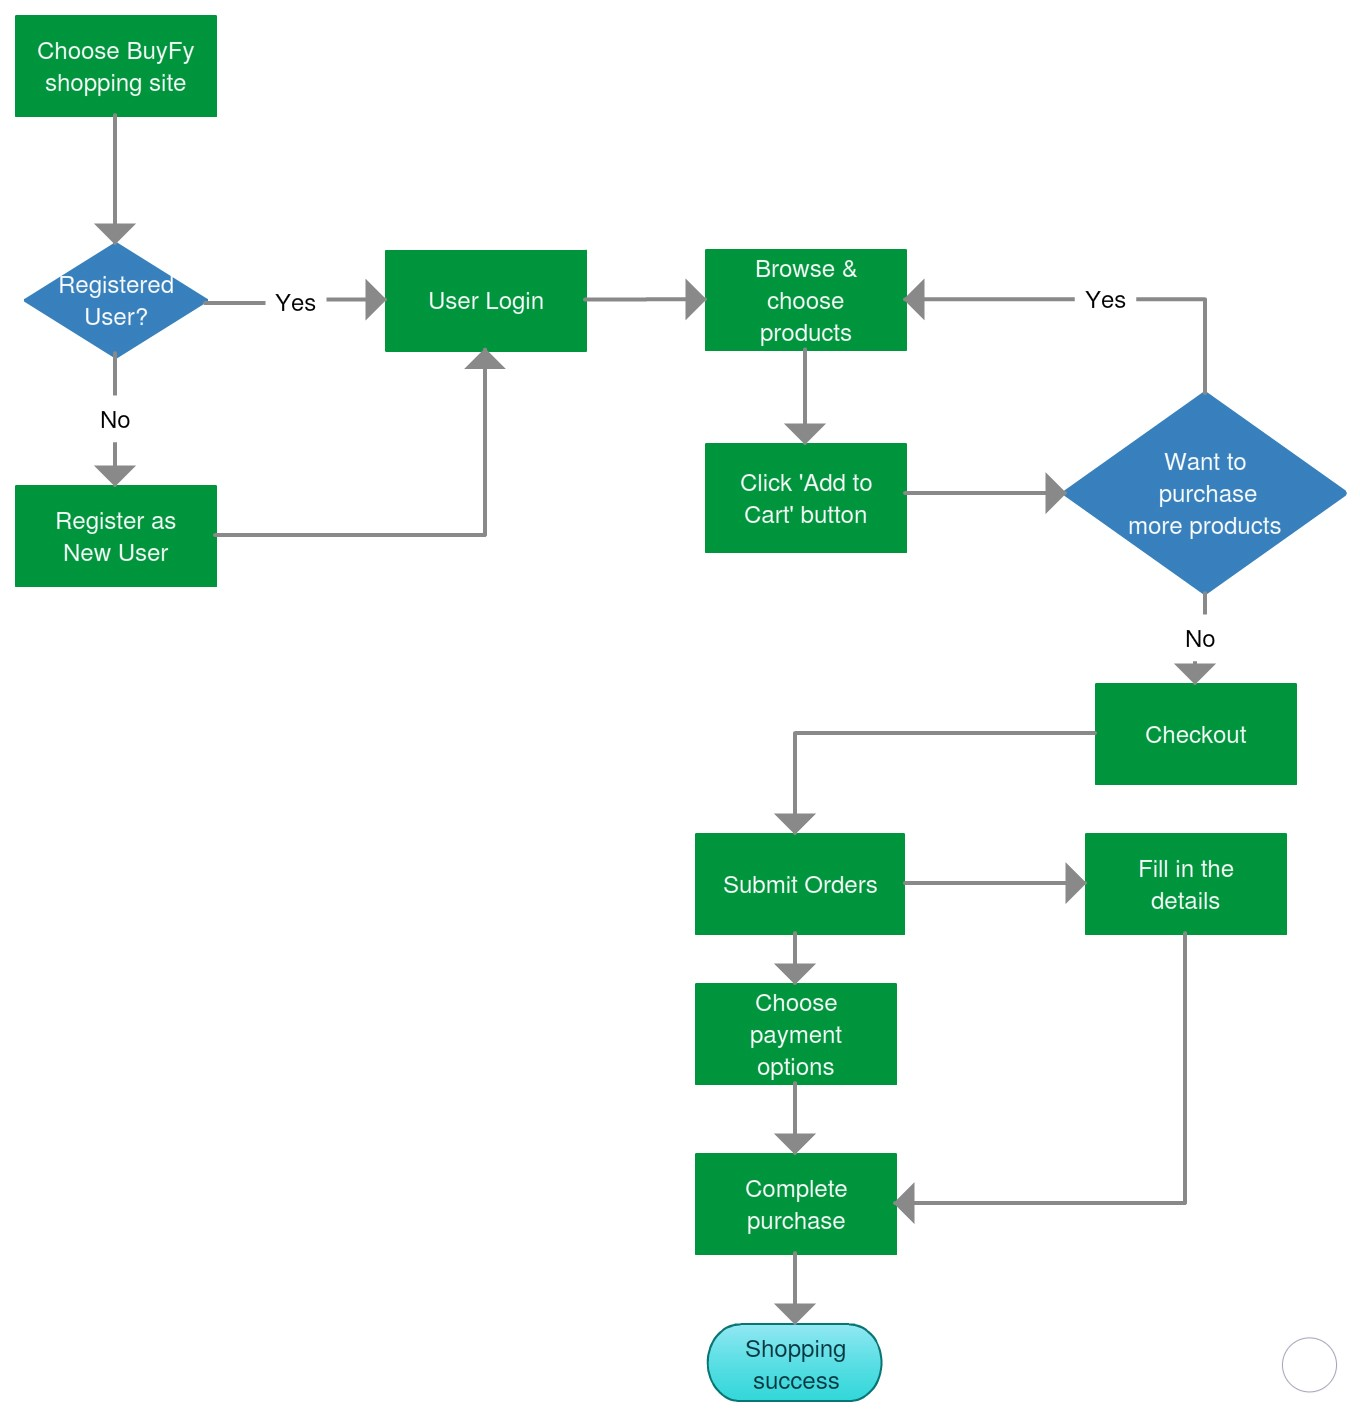 Choose BuyFy
shopping site
Registered
User?
Yes
User Login
Browse &
choose
products
Yes
No
Register as
New User
Click 'Add to
Cart' button
Want to
purchase
more products
No
Checkout
Submit Orders
Fill in the
details
Choose
payment
options
Complete
purchase
Shopping
success